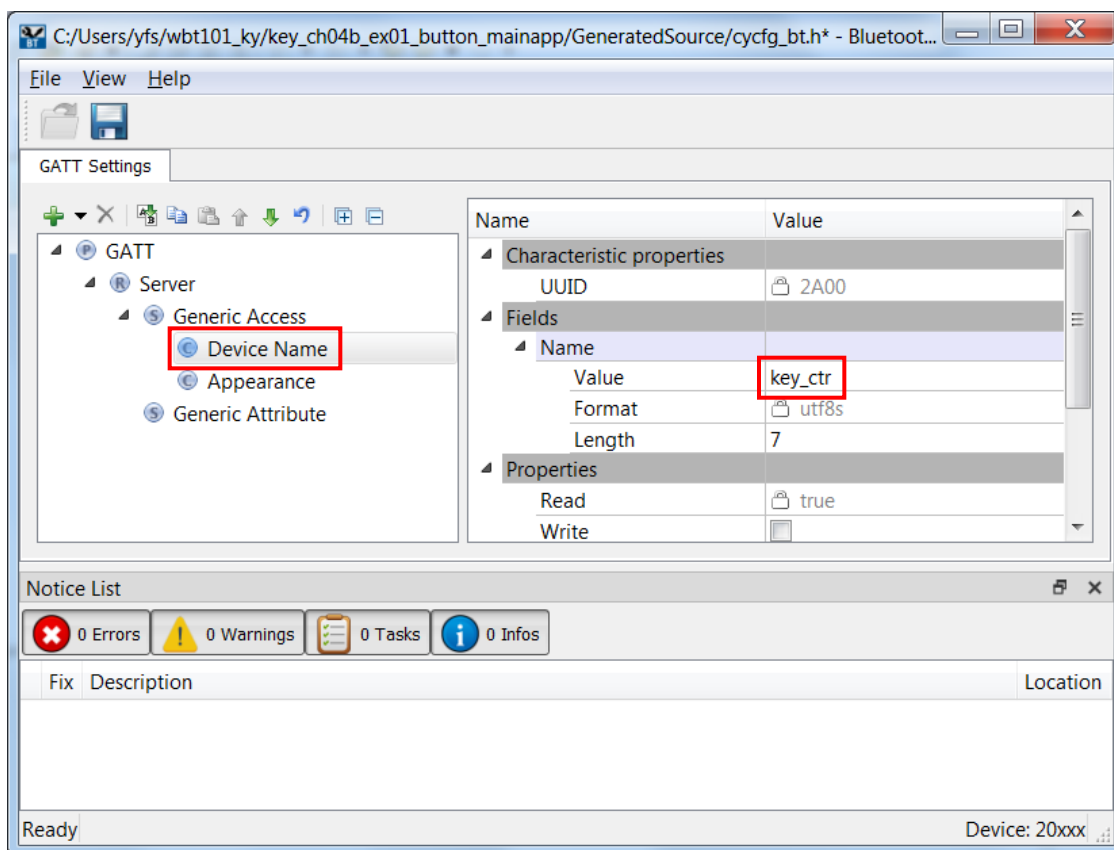 C:/Users/yfs/wbt101_ky/key_ch04b_ex01_button_mainapp/GeneratedSource/cycfg_bt.h* - Bluetoot...
File View Help
GATT Settings
GATT
Server
Generic Access
Device Name
Appearance
Generic Attribute
Name Value
Characteristic properties
UUID 2A00
Fields
Name
Value key_ctr
Format utf8s
Length 7
Properties
Read true
Write
Notice List
0 Errors 0 Warnings 0 Tasks 0 Infos
Fix Description Location
Ready Device: 20xxx